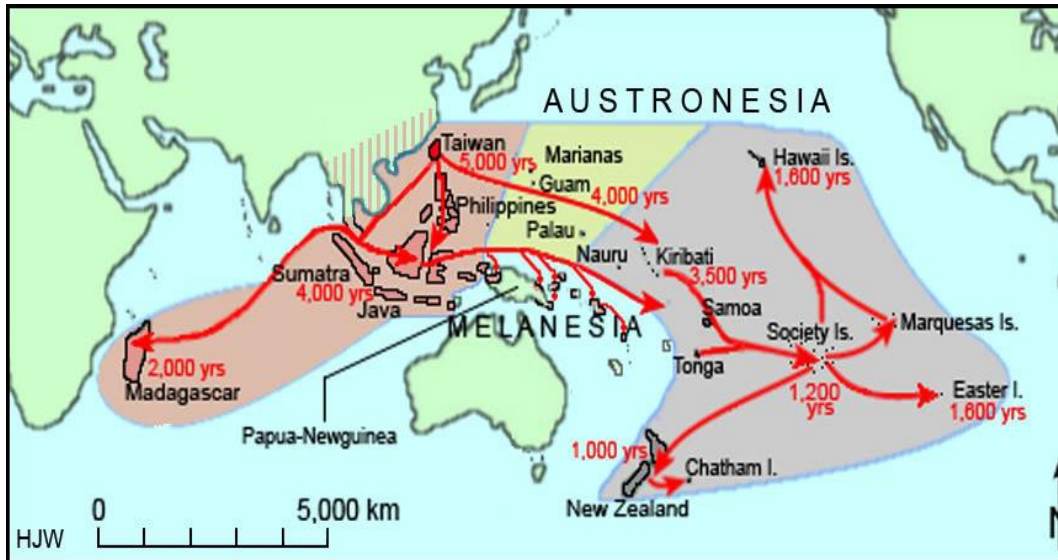 AUSTRONESIA
Taiwan
5,000 yrs
Marianas
Guam
4,000 yrs
Hawaii Is.
1,600 yrs
Philippines
Palau
Nauru
Kiribati
3,500 yrs
Sumatra
4,000 yrs
Java
MELANESIA
Samoa
Society Is.
Marquesas Is.
Tonga
2,000 yrs
Madagascar
1,200
yrs
Easter I.
1,600 yrs
Papua-Newguinea
1,000 yrs
Chatham I.
New Zealand
0
5,000 km
HJW
N